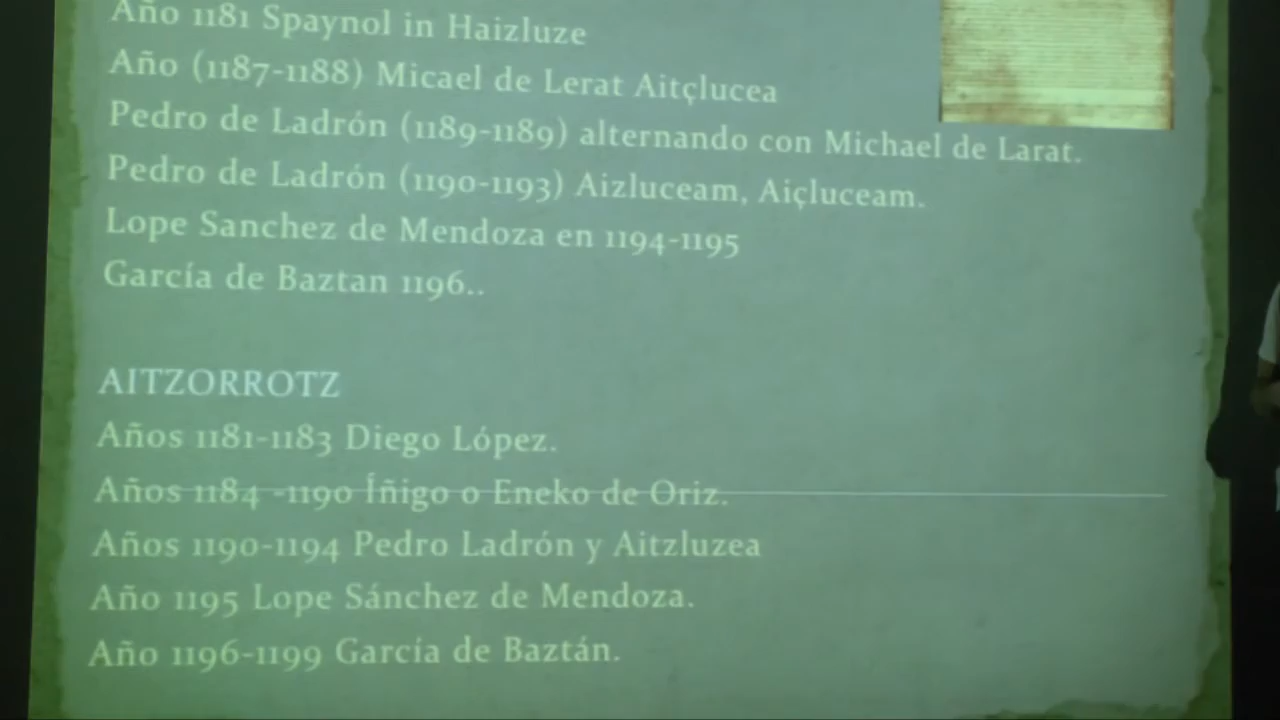 Año 1181 Spaynol in Haizluze
Año (1187-1188) Micael de Lerat Aitçlucea
Pedro de Ladrón (1189-1189) alternando con Michael de Larat.
Pedro de Ladrón (1190-1193) Aizluceam, Aiçluceam.
Lope Sanchez de Mendoza en 1194-1195
García de Baztan 1196..
AITZORROTZ
Años 1181-1183 Diego López.
Años 1184 -1190 Íñigo o Eneko de Oriz.
Años 1190-1194 Pedro Ladrón y Aitzluzea
Año 1195 Lope Sánchez de Mendoza.
Año 1196-1199 García de Baztán.